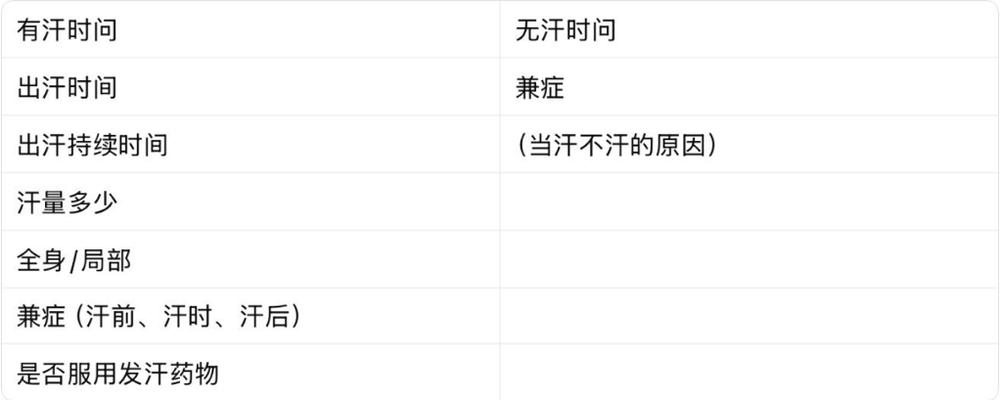 有汗时问
无汗时问
出汗时间
兼症
出汗持续时间
（当汗不汗的原因）
汗量多少
全身/局部
兼症（汗前、汗时、汗后）
是否服用发汗药物